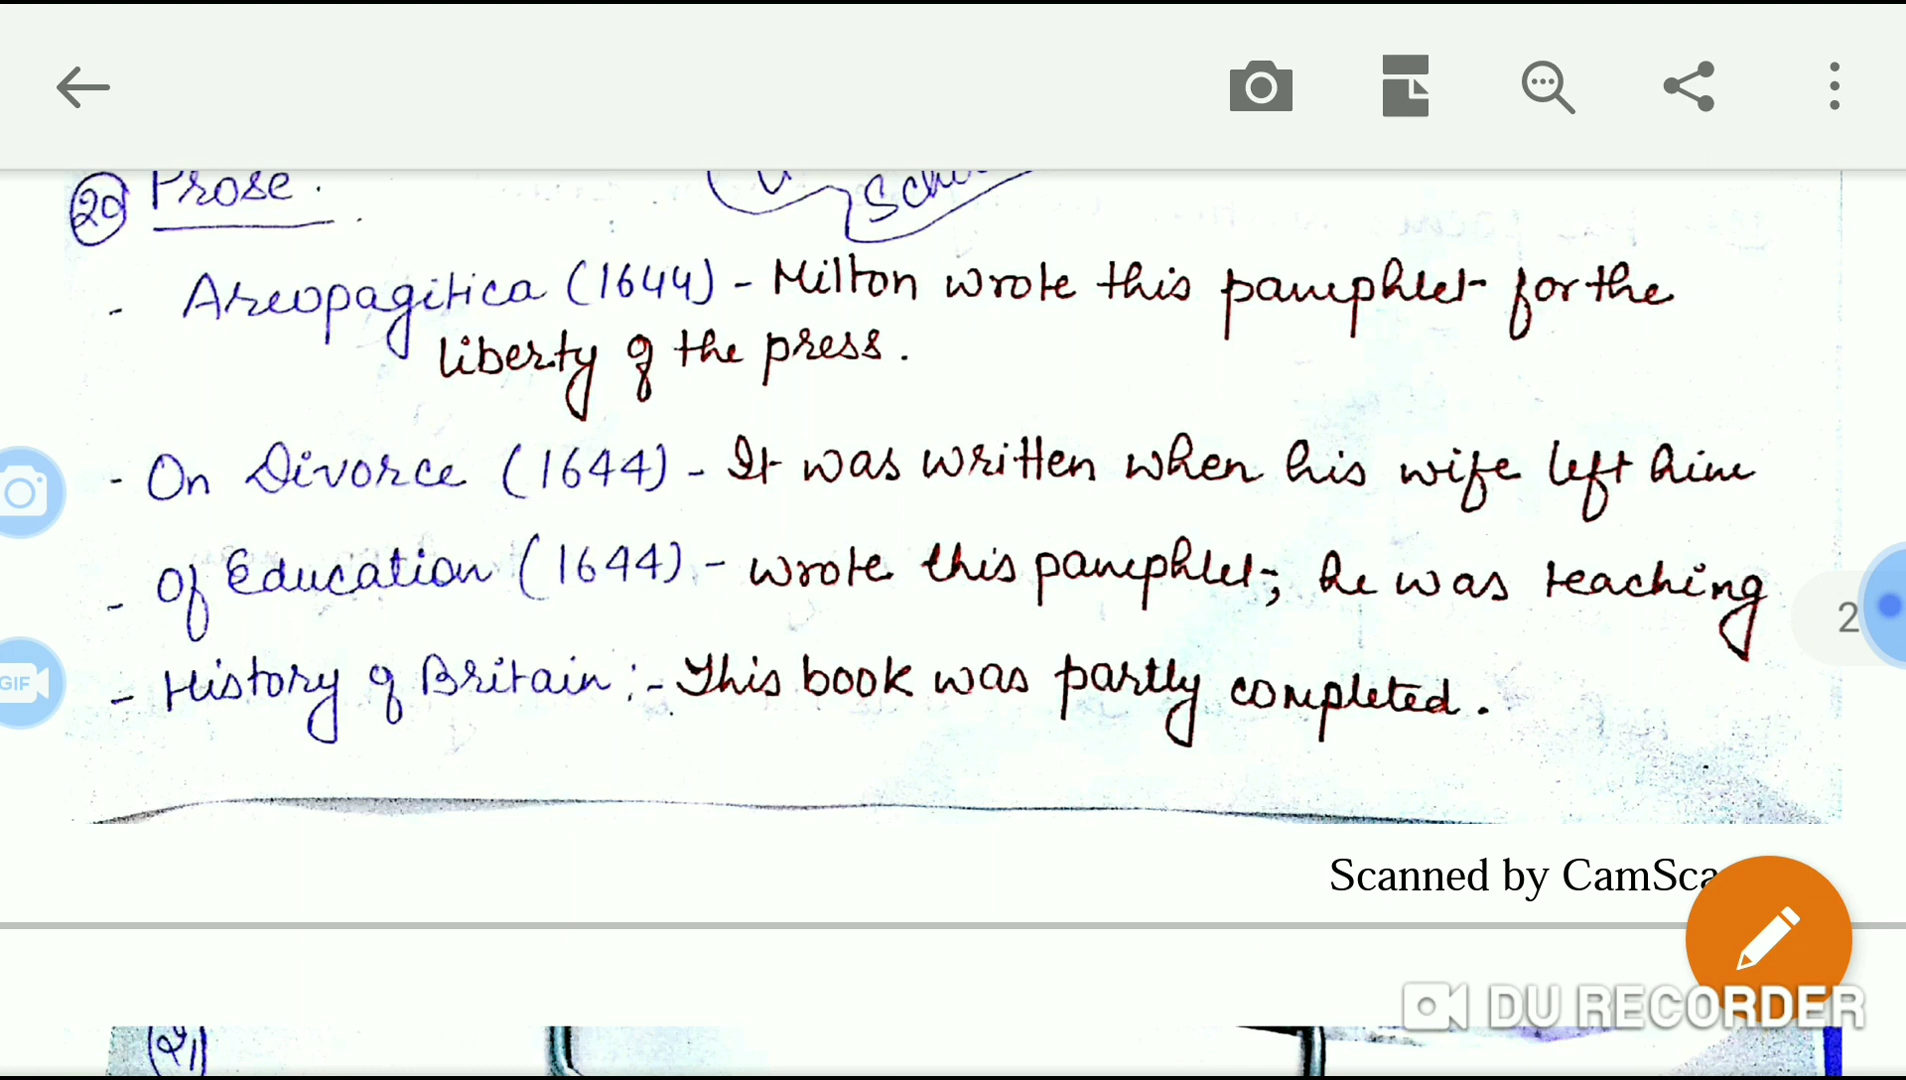 20 Prose.
- Areopagitica (1644) - Milton wrote this pamphlet for the
liberty of the press.
- On Divorce (1644) - It was written when his wife left him
- Of Education (1644) - wrote this pamphlet; he was teaching
- History of Britain :- This book was partly completed.
2
GIF
Scanned by CamSca
DU RECORDER